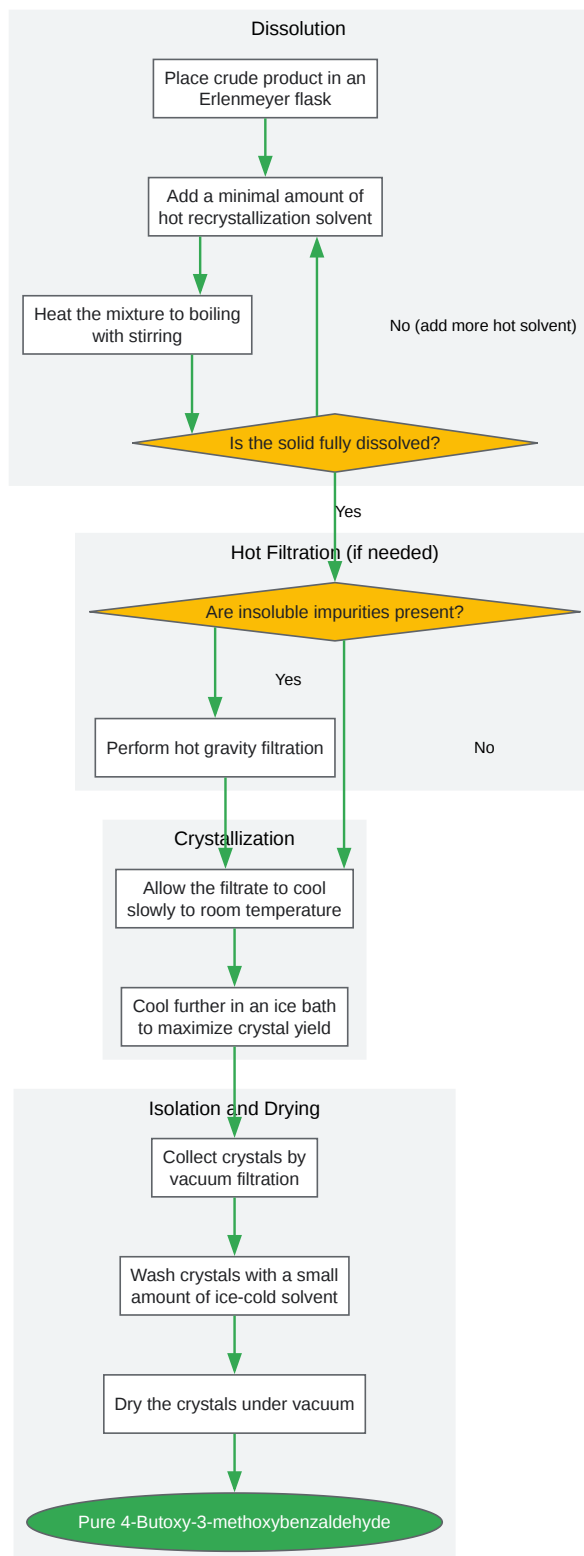 Dissolution
Place crude product in an
Erlenmeyer flask
Add a minimal amount of
hot recrystallization solvent
Heat the mixture to boiling
with stirring
No (add more hot solvent)
Is the solid fully dissolved?
Yes
Hot Filtration (if needed)
Are insoluble impurities present?
Yes
Perform hot gravity filtration
No
Crystallization
Allow the filtrate to cool
slowly to room temperature
Cool further in an ice bath
to maximize crystal yield
Isolation and Drying
Collect crystals by
vacuum filtration
Wash crystals with a small
amount of ice-cold solvent
Dry the crystals under vacuum
Pure 4-Butoxy-3-methoxybenzaldehyde